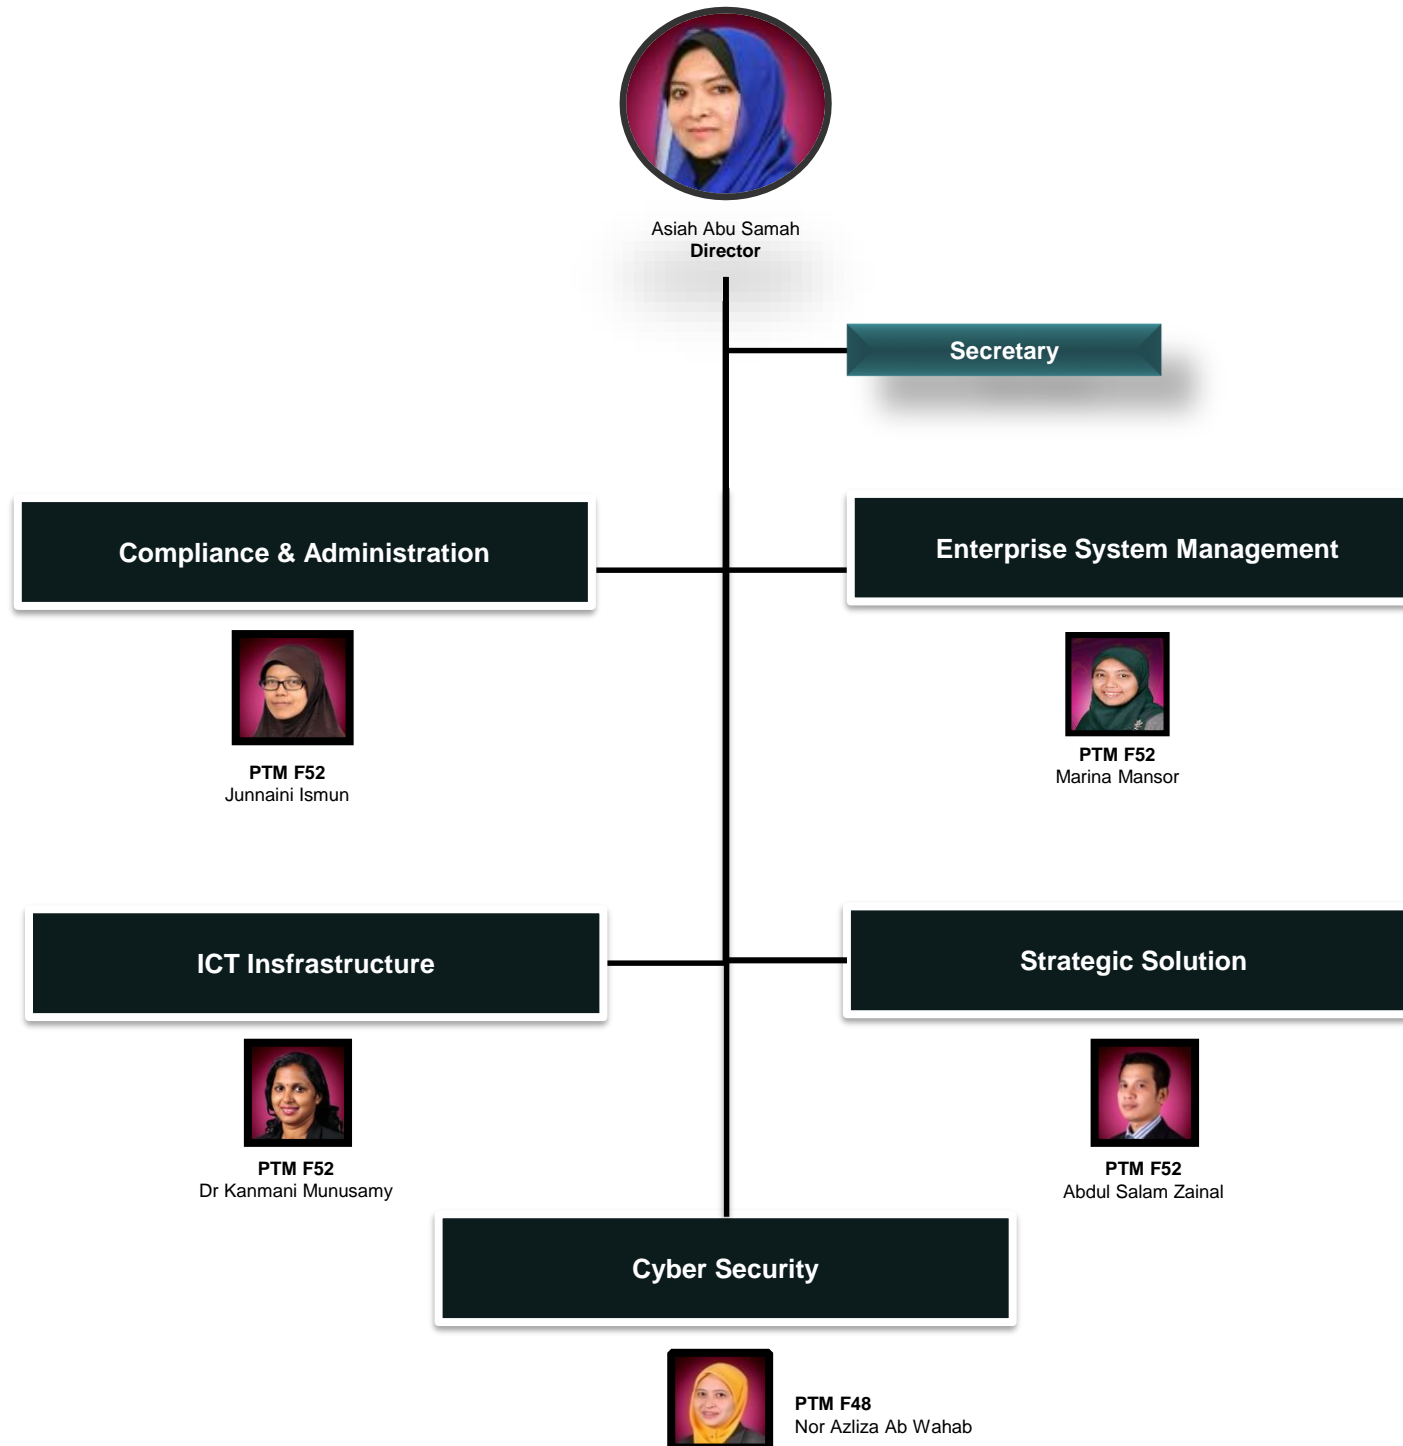 Asiah Abu Samah
Director
Secretary
Compliance & Administration
Enterprise System Management
PTM F52
Junnaini Ismun
PTM F52
Marina Mansor
ICT Insfrastructure
Strategic Solution
PTM F52
Dr Kanmani Munusamy
PTM F52
Abdul Salam Zainal
Cyber Security
PTM F48
Nor Azliza Ab Wahab